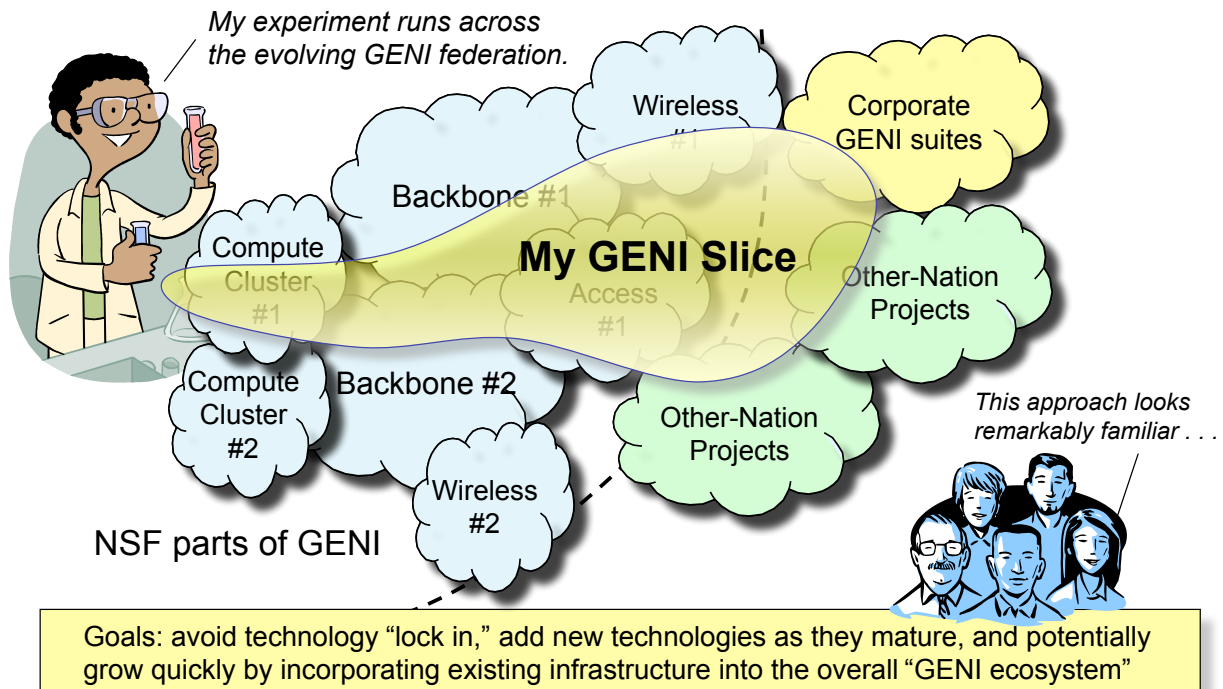 My experiment runs across
the evolving GENI federation.
Wireless
#1
Corporate
GENI suites
Backbone #1
Compute
Cluster
#1
My GENI Slice
Access
#1
Other-Nation
Projects
Compute
Cluster
#2
Backbone #2
Other-Nation
Projects
This approach looks
remarkably familiar . . .
Wireless
#2
NSF parts of GENI
Goals: avoid technology “lock in,” add new technologies as they mature, and potentially
grow quickly by incorporating existing infrastructure into the overall “GENI ecosystem”